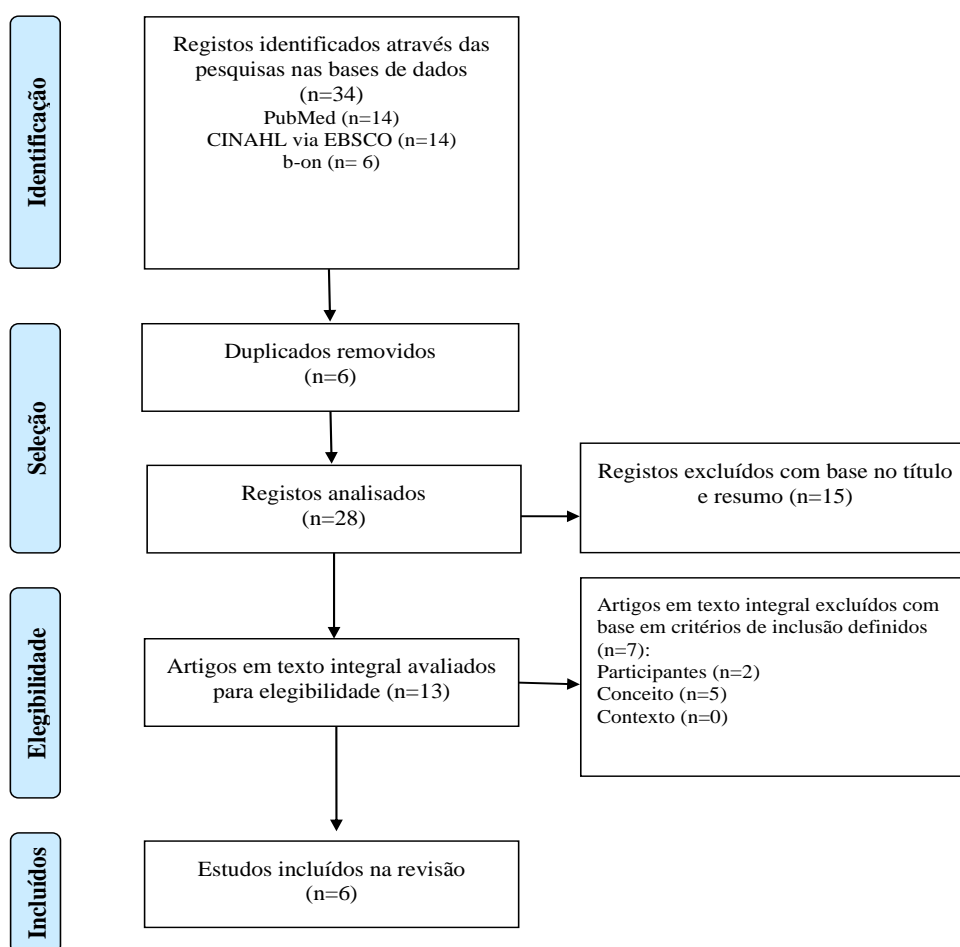 Identificação
Registos identificados através das
pesquisas nas bases de dados
(n=34)
PubMed (n=14)
CINAHL via EBSCO (n=14)
b-on (n= 6)
Seleção
Duplicados removidos
(n=6)
Registos analisados
(n=28)
Registos excluídos com base no título
e resumo (n=15)
Elegibilidade
Artigos em texto integral avaliados
para elegibilidade (n=13)
Artigos em texto integral excluídos com
base em critérios de inclusão definidos
(n=7):
Participantes (n=2)
Conceito (n=5)
Contexto (n=0)
Incluídos
Estudos incluídos na revisão
(n=6)